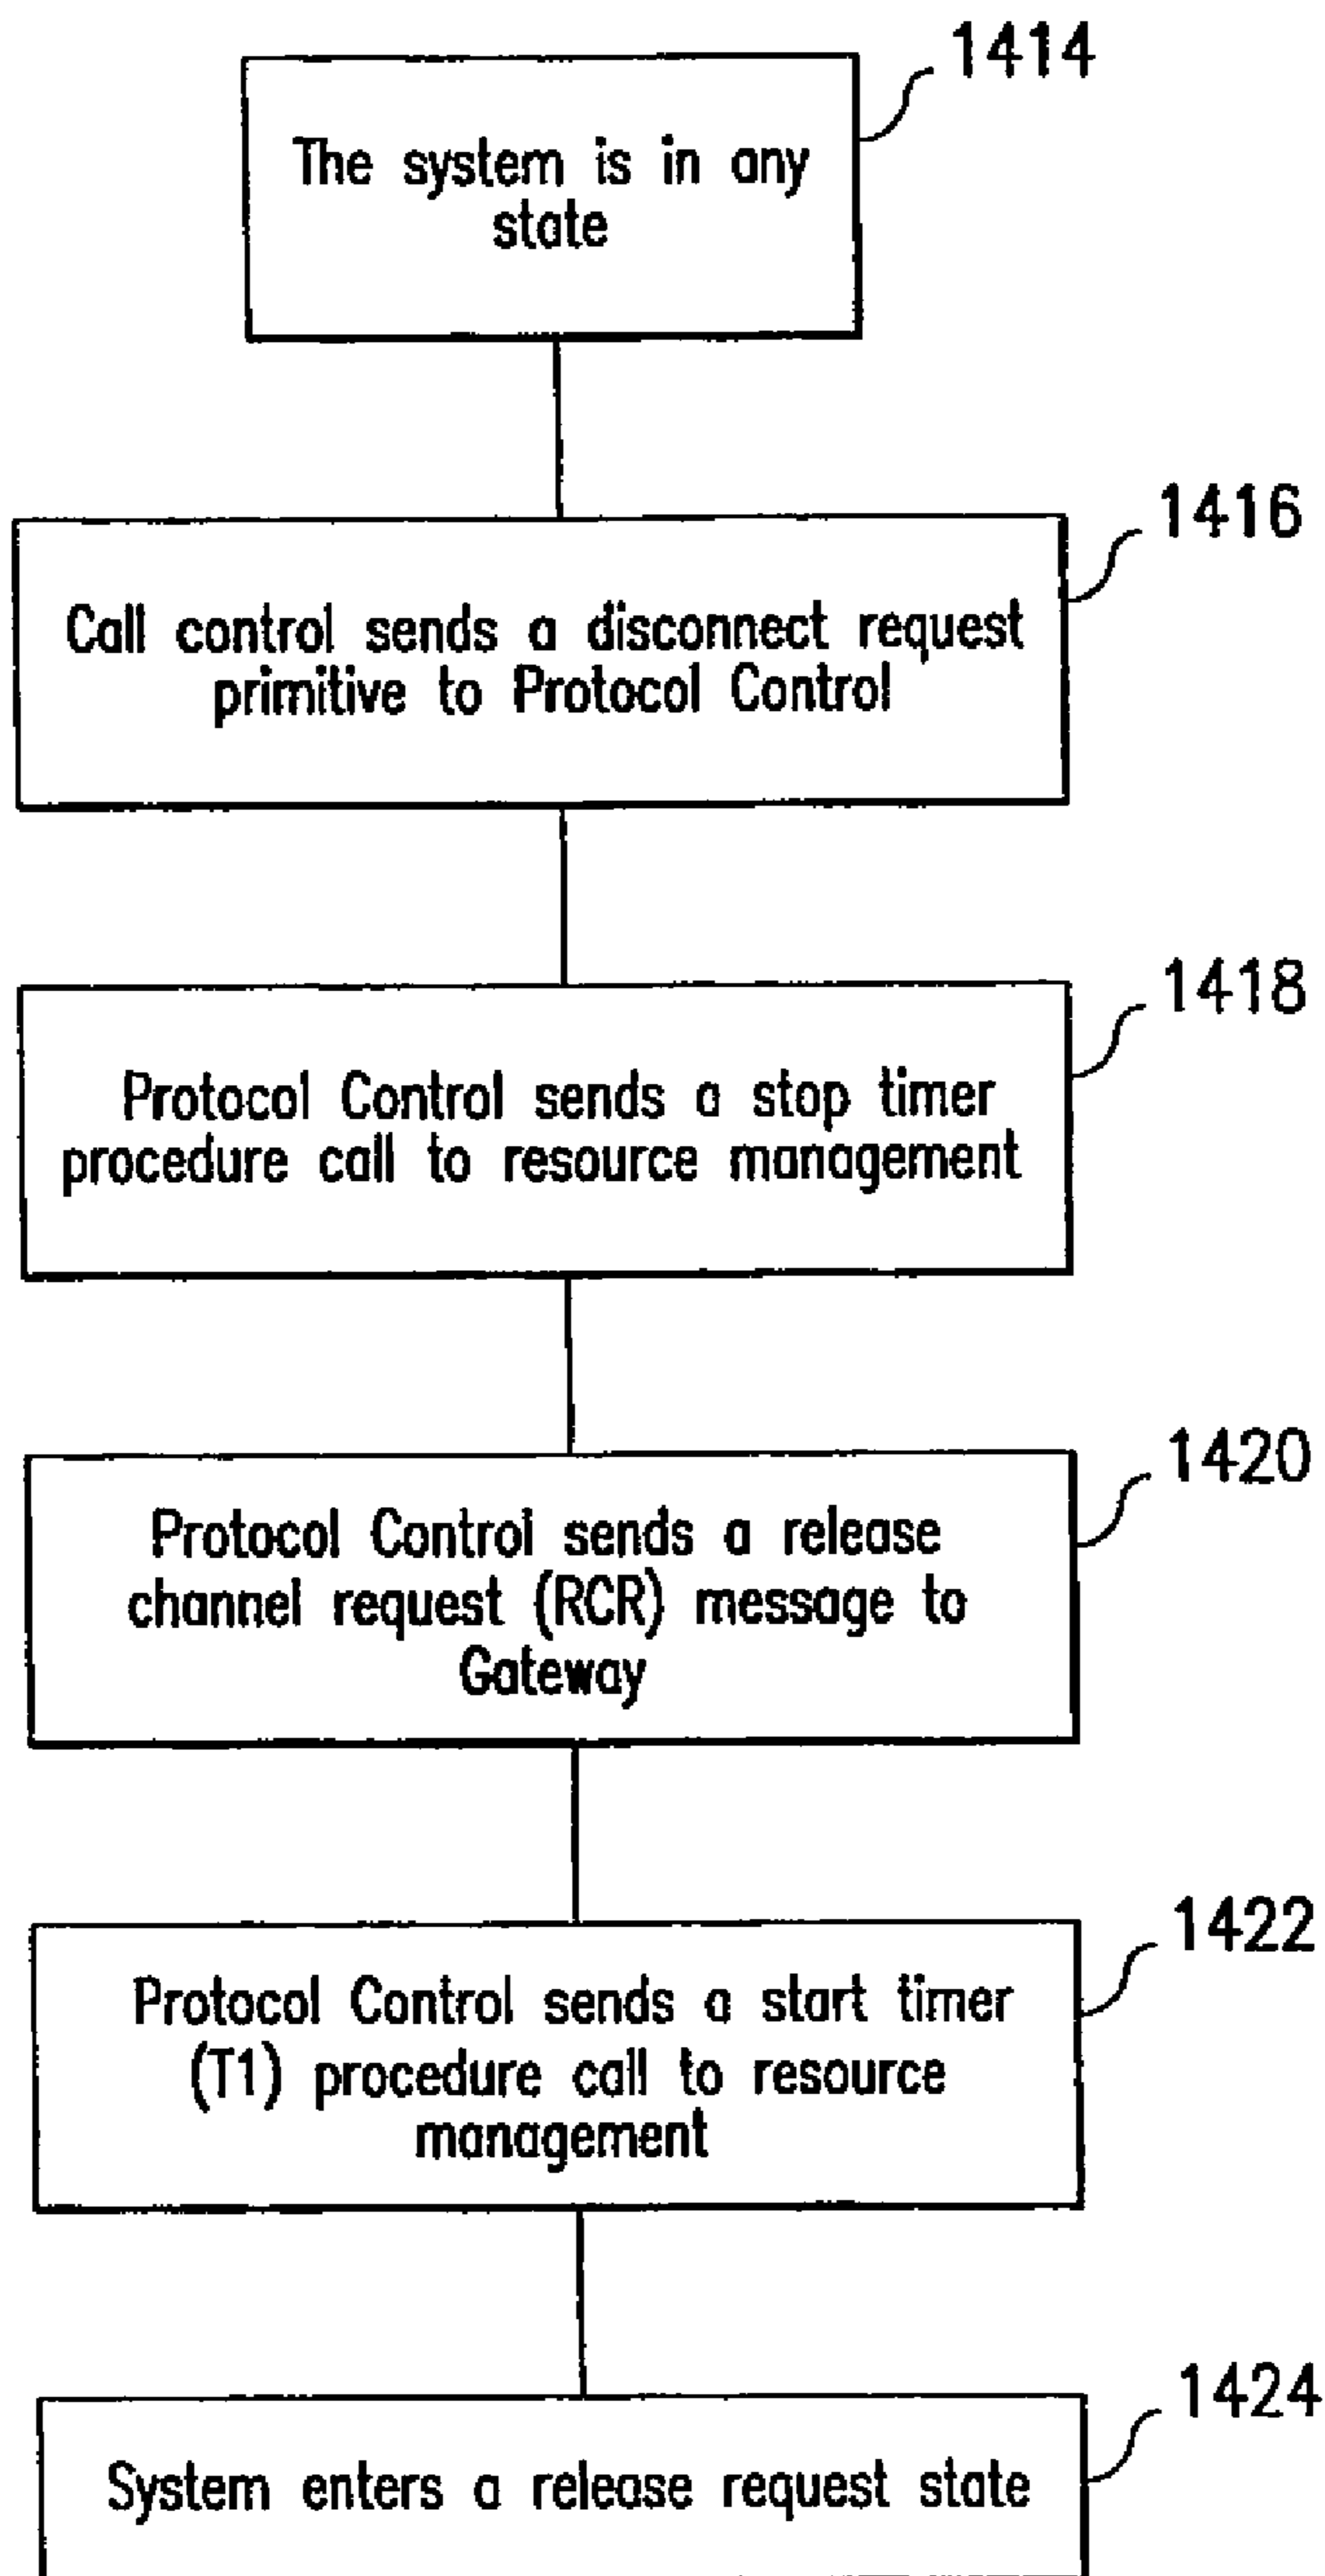 1414
The system is in any
state
1416
Call control sends a disconnect request
primitive to Protocol Control
1418
Protocol Control sends a stop timer
procedure call to resource management
1420
Protocol Control sends a release
channel request (RCR) message to
Gateway
1422
Protocol Control sends a start timer
(T1) procedure call to resource
management
1424
System enters a release request state